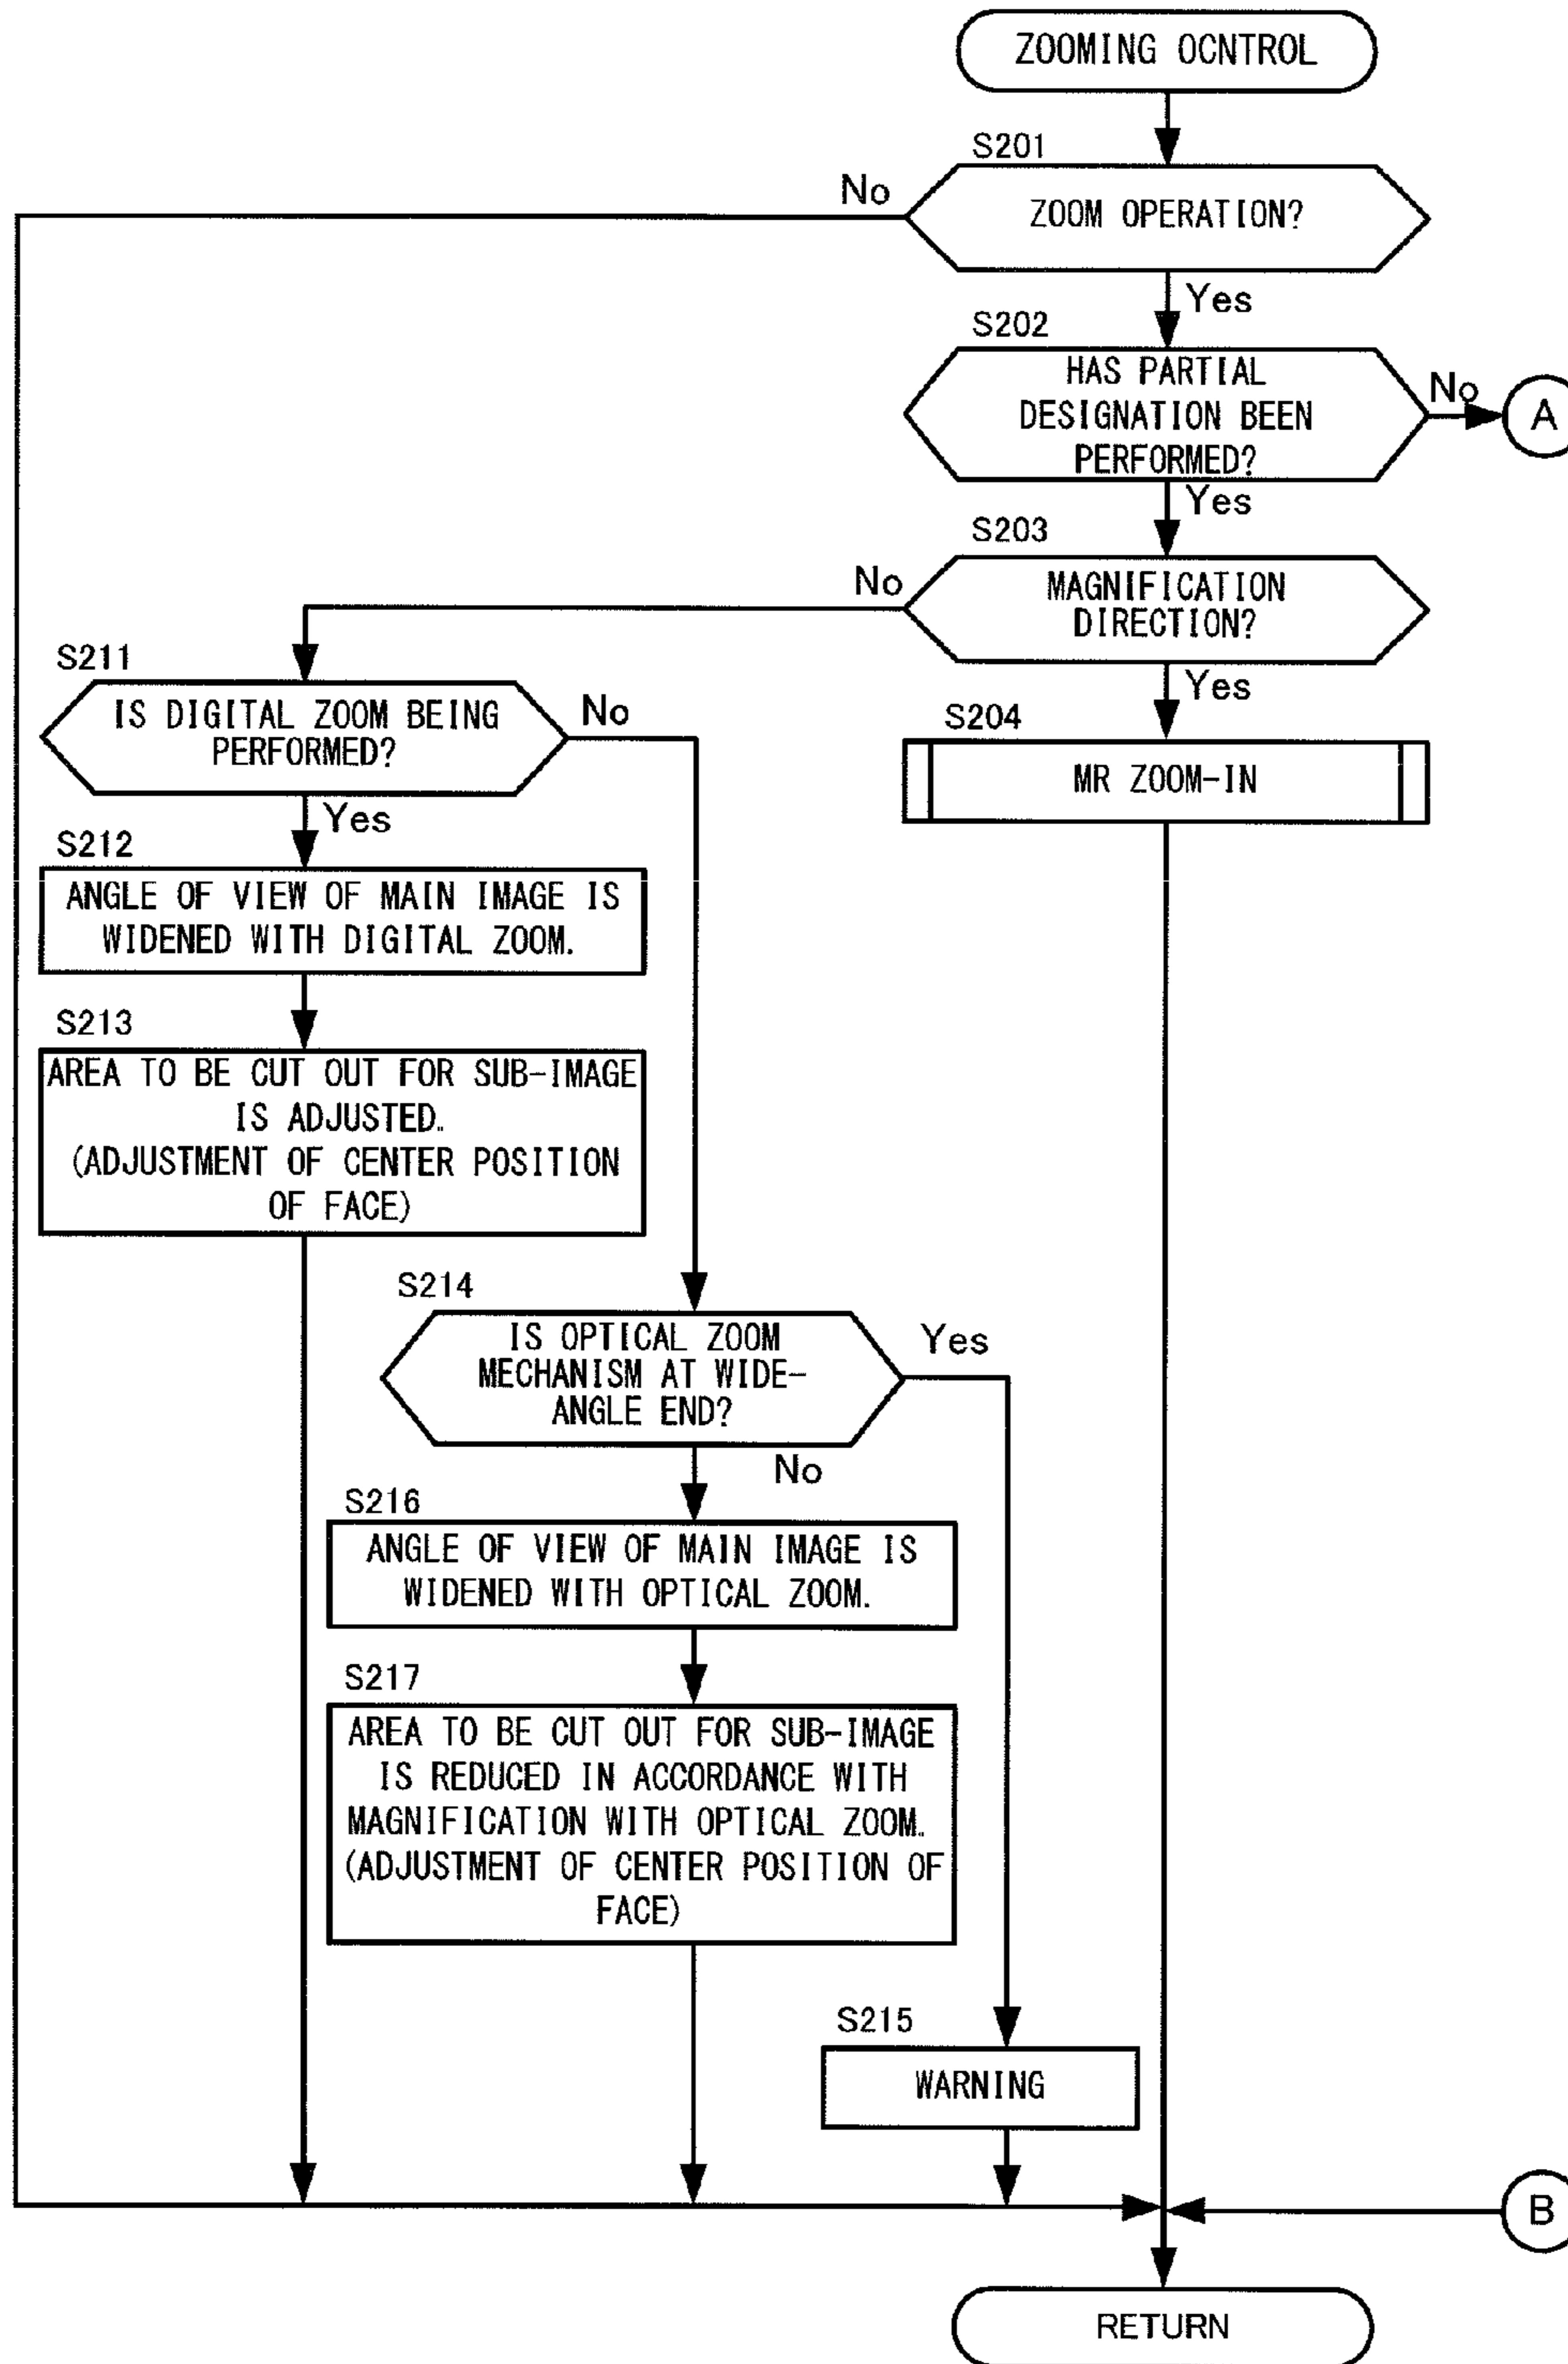 ZOOMING OCNTROL
S201
No
ZOOM OPERATION?
Yes
S202
HAS PARTIAL
DESIGNATION BEEN
PERFORMED?
No
A
Yes
S203
No
MAGNIFICATION
DIRECTION?
Yes
S204
MR ZOOM-IN
S211
IS DIGITAL ZOOM BEING
PERFORMED?
No
Yes
S212
ANGLE OF VIEW OF MAIN IMAGE IS
WIDENED WITH DIGITAL ZOOM.
S213
AREA TO BE CUT OUT FOR SUB-IMAGE
IS ADJUSTED.
(ADJUSTMENT OF CENTER POSITION
OF FACE)
S214
IS OPTICAL ZOOM
MECHANISM AT WIDE-
ANGLE END?
Yes
No
S216
ANGLE OF VIEW OF MAIN IMAGE IS
WIDENED WITH OPTICAL ZOOM.
S217
AREA TO BE CUT OUT FOR SUB-IMAGE
IS REDUCED IN ACCORDANCE WITH
MAGNIFICATION WITH OPTICAL ZOOM.
(ADJUSTMENT OF CENTER POSITION OF
FACE)
S215
WARNING
B
RETURN